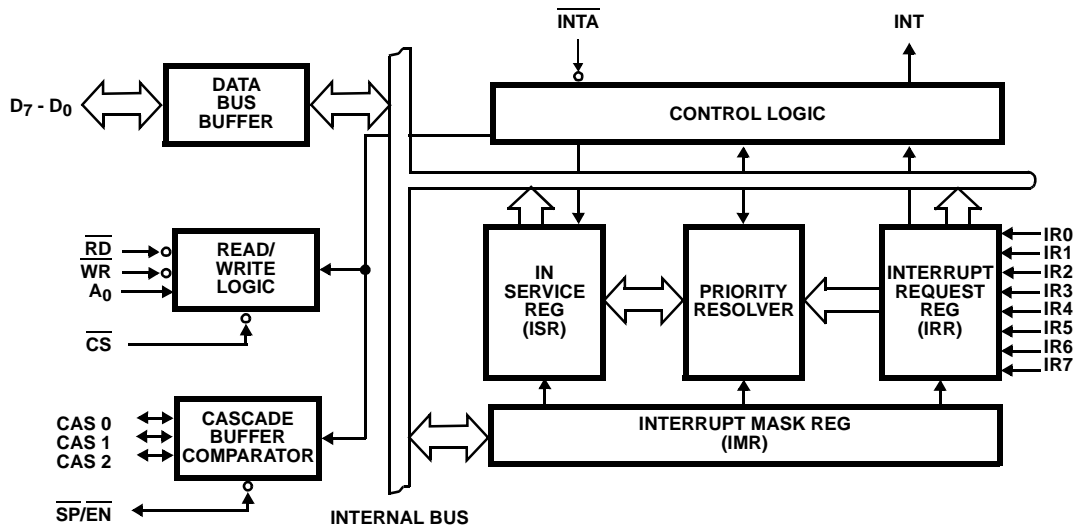 INTA
INT
D7 - D0
DATA
BUS
BUFFER
CONTROL LOGIC
RD
WR
A0
READ/
WRITE
LOGIC
CS
IN
SERVICE
REG
(ISR)
PRIORITY
RESOLVER
INTERRUPT
REQUEST
REG
(IRR)
IR0
IR1
IR2
IR3
IR4
IR5
IR6
IR7
CAS 0
CAS 1
CAS 2
CASCADE
BUFFER
COMPARATOR
INTERRUPT MASK REG
(IMR)
SP/EN
INTERNAL BUS